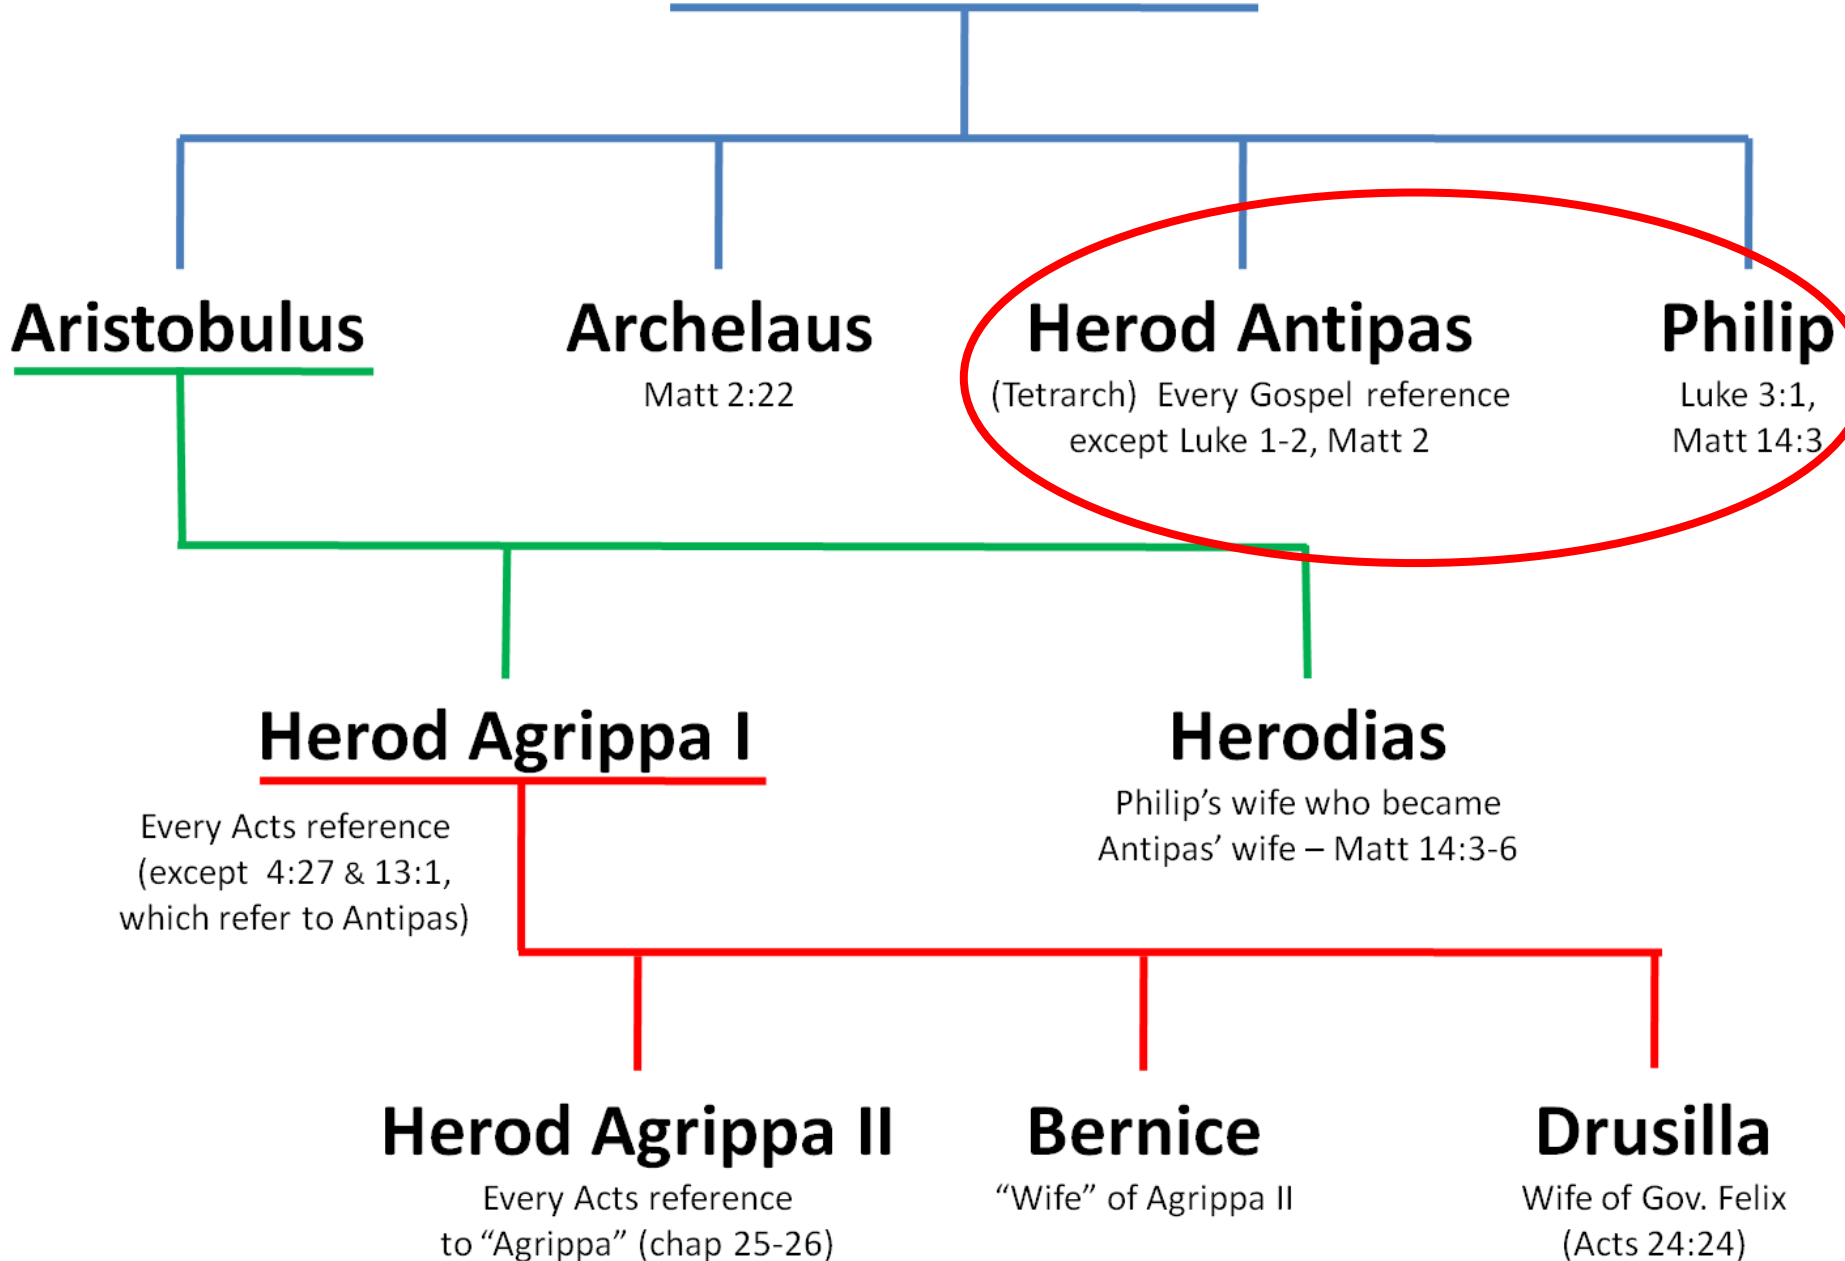 Aristobulus
Archelaus
Matt 2:22
Herod Antipas
(Tetrarch) Every Gospel reference
except Luke 1-2, Matt 2
Philip
Luke 3:1,
Matt 14:3
Herod Agrippa I
Every Acts reference
(except 4:27 & 13:1,
which refer to Antipas)
Herodias
Philip’s wife who became
Antipas’ wife – Matt 14:3-6
Herod Agrippa II
Every Acts reference
to “Agrippa” (chap 25-26)
Bernice
“Wife” of Agrippa II
Drusilla
Wife of Gov. Felix
(Acts 24:24)